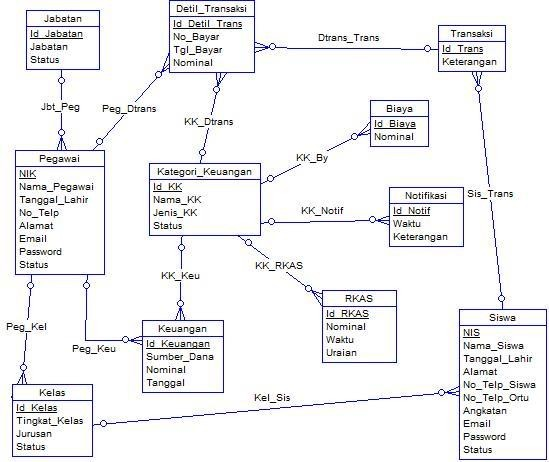 Jabatan
Id_Jabatan
Jabatan
Status
Detil_Transaksi
Id_Detil_Trans
No_Bayar
Tgl_Bayar
Nominal
Dtrans_Trans
Transaksi
Id_Trans
Keterangan
Jbt_Peg
Peg_Dtrans
KK_Dtrans
Biaya
Id_Biaya
Nominal
KK_By
Pegawai
NIK
Nama_Pegawai
Tanggal_Lahir
No_Telp
Alamat
Email
Password
Status
Kategori_Keuangan
Id_KK
Nama_KK
Jenis_KK
Status
Notifikasi
Id_Notif
Waktu
Keterangan
KK_Notif
Sis_Trans
KK_Keu
KK_RKAS
RKAS
Id_RKAS
Nominal
Waktu
Uraian
Peg_Kel
Peg_Keu
Keuangan
Id_Keuangan
Sumber_Dana
Nominal
Tanggal
Siswa
NIS
Nama_Siswa
Tanggal_Lahir
Alamat
No_Telp_Siswa
No_Telp_Ortu
Angkatan
Email
Password
Status
Kelas
Id_Kelas
Tingkat_Kelas
Jurusan
Status
Kel_Sis